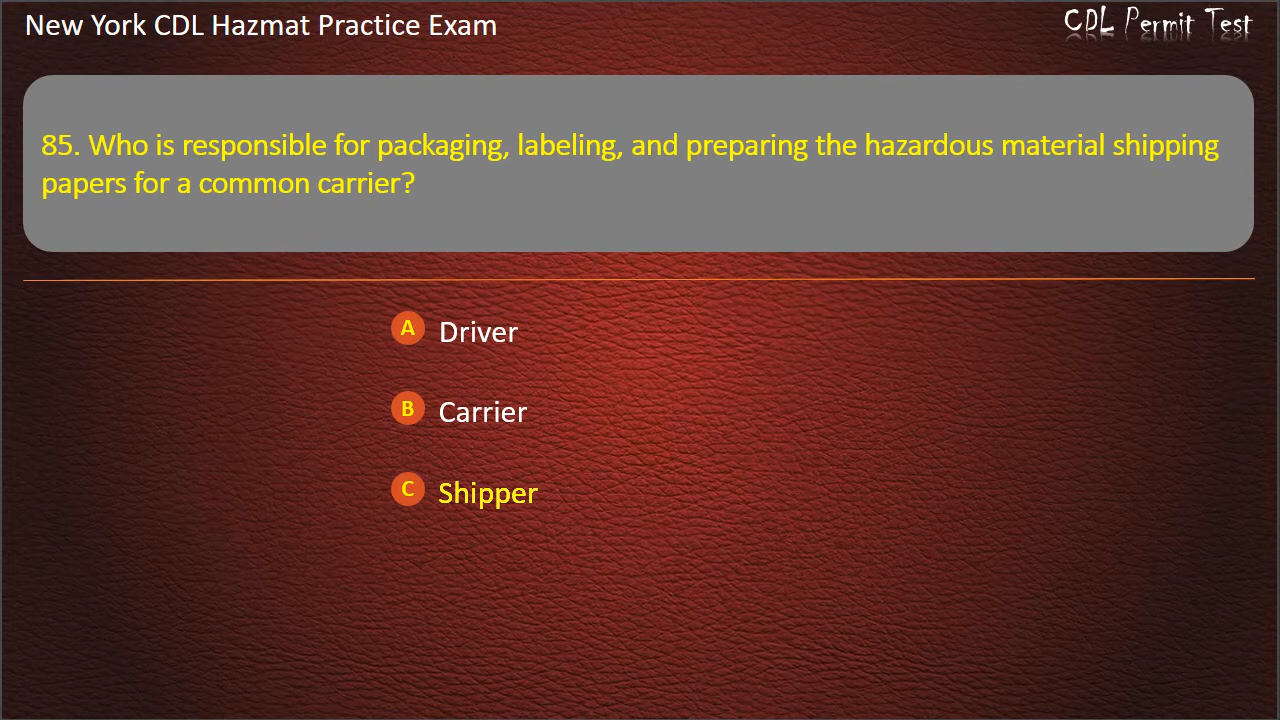 New York CDL Hazmat Practice Exam
CDL Permit Test
85. Who is responsible for packaging, labeling, and preparing the hazardous material shipping
papers for a common carrier?
A Driver
B Carrier
C Shipper